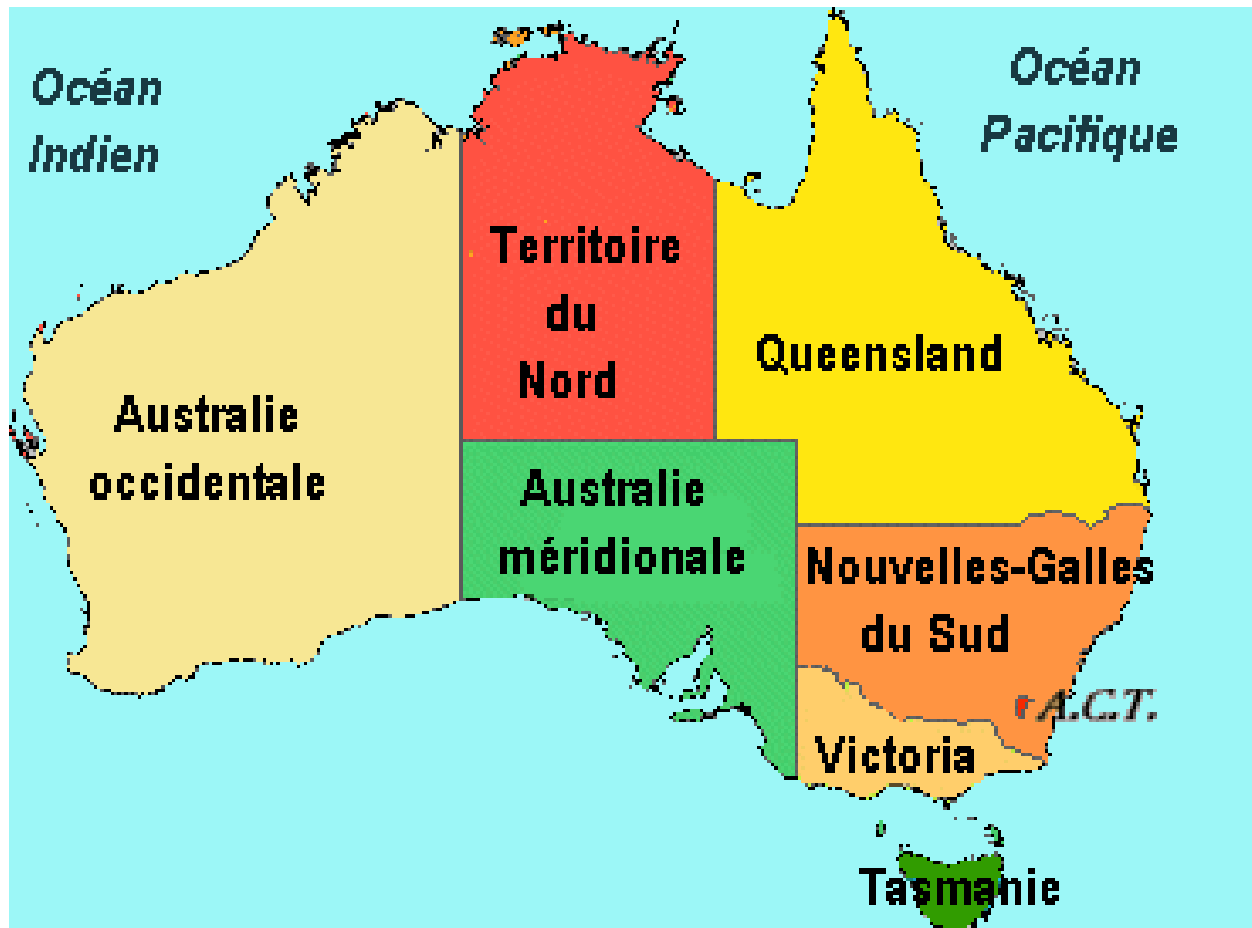 Océan
Indien
Océan
Pacifique
Territoire
du
Nord
Queensland
Australie
occidentale
Australie
méridionale
Nouvelles-Galles
du Sud
A.C.T.
Victoria
Tasmanie